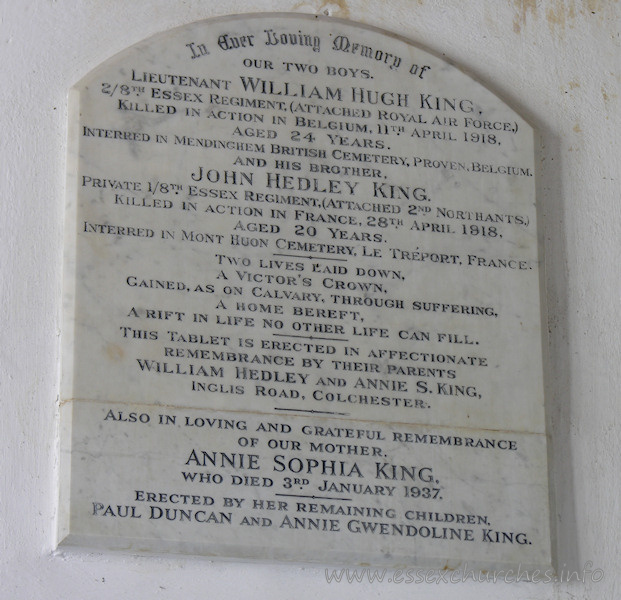 In Ever Loving Memory of
OUR TWO BOYS.
LIEUTENANT WILLIAM HUGH KING,
2/8TH ESSEX REGIMENT, (ATTACHED ROYAL AIR FORCE,)
KILLED IN ACTION IN BELGIUM, 11TH APRIL 1918,
AGED 24 YEARS.
INTERRED IN MENDINGHEM BRITISH CEMETERY, PROVEN, BELGIUM.
AND HIS BROTHER,
JOHN HEDLEY KING.
PRIVATE 1/8TH ESSEX REGIMENT, (ATTACHED 2ND NORTHANTS,)
KILLED IN ACTION IN FRANCE, 28TH APRIL 1918,
AGED 20 YEARS.
INTERRED IN MONT HUON CEMETERY, LE TRÉPORT, FRANCE.
TWO LIVES LAID DOWN,
A VICTOR'S CROWN,
GAINED, AS ON CALVARY, THROUGH SUFFERING,
A HOME BEREFT,
A RIFT IN LIFE NO OTHER LIFE CAN FILL.
THIS TABLET IS ERECTED IN AFFECTIONATE
REMEMBRANCE BY THEIR PARENTS
WILLIAM HEDLEY AND ANNIE S. KING,
INGLIS ROAD, COLCHESTER.
ALSO IN LOVING AND GRATEFUL REMEMBRANCE
OF OUR MOTHER.
ANNIE SOPHIA KING,
WHO DIED 3RD JANUARY 1937.
ERECTED BY HER REMAINING CHILDREN,
PAUL DUNCAN AND ANNIE GWENDOLINE KING.
www.essexchurches.info